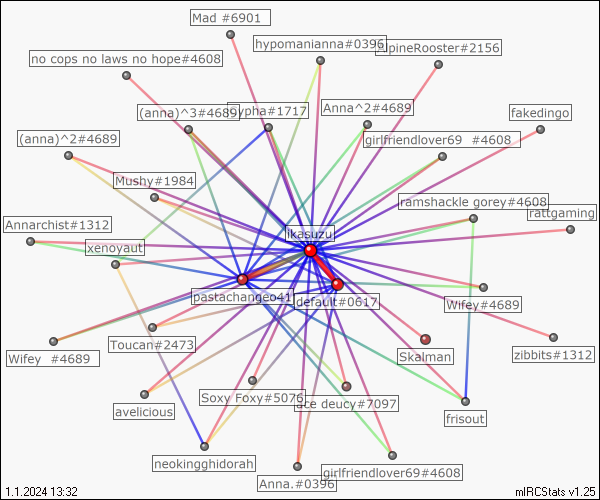 Mad #6901
hypomanianna#0396
AlpineRooster#2156
no cops no laws no hope#4608
(anna)^3#4689
ypha#1717
Anna^2#4689
fakedingo
(anna)^2#4689
girlfriendlover69 #4608
Mushy#1984
ramshackle gorey#4608
rattgaming
Annarchist#1312
likasuzu
xenoyaut
pastachangeo41
default#0617
Wifey#4689
Toucan#2473
Wifey #4689
Skalman
zibbits#1312
Soxy Foxy#5076
ace deucy#7097
avelicious
frisout
neokingghidorah
Anna.#0396
girlfriendlover69#4608
1.1.2024 13:32
mIRCStats v1.25